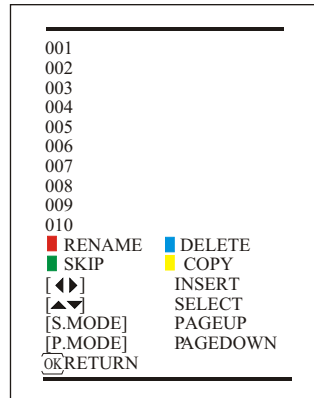 001
002
003
004
005
006
007
008
009
010
RENAME DELETE
SKIP COPY
[◀▶] INSERT
[▲▼] SELECT
[S.MODE] PAGEUP
[P.MODE] PAGEDOWN
OK RETURN